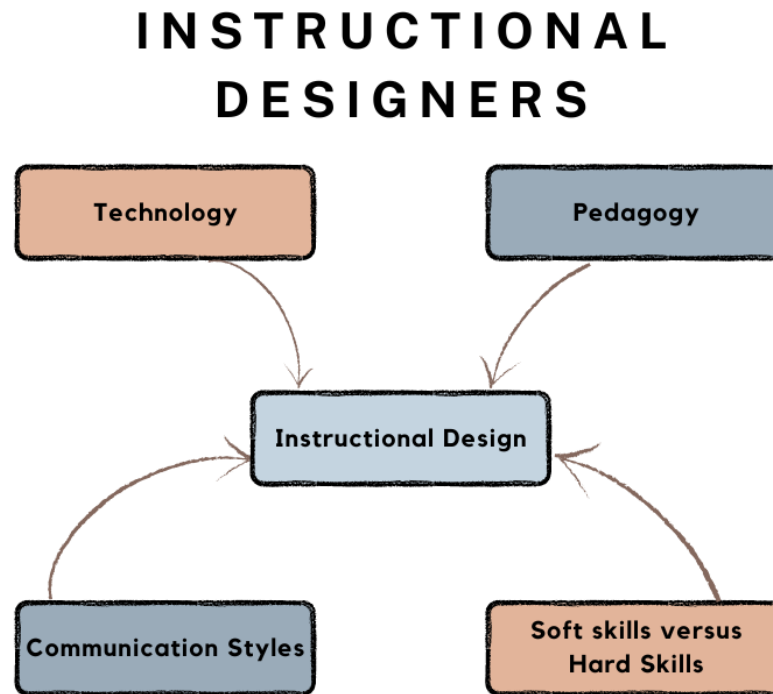 INSTRUCTIONAL
DESIGNERS
Technology
Pedagogy
Instructional Design
Communication Styles
Soft skills versus
Hard Skills